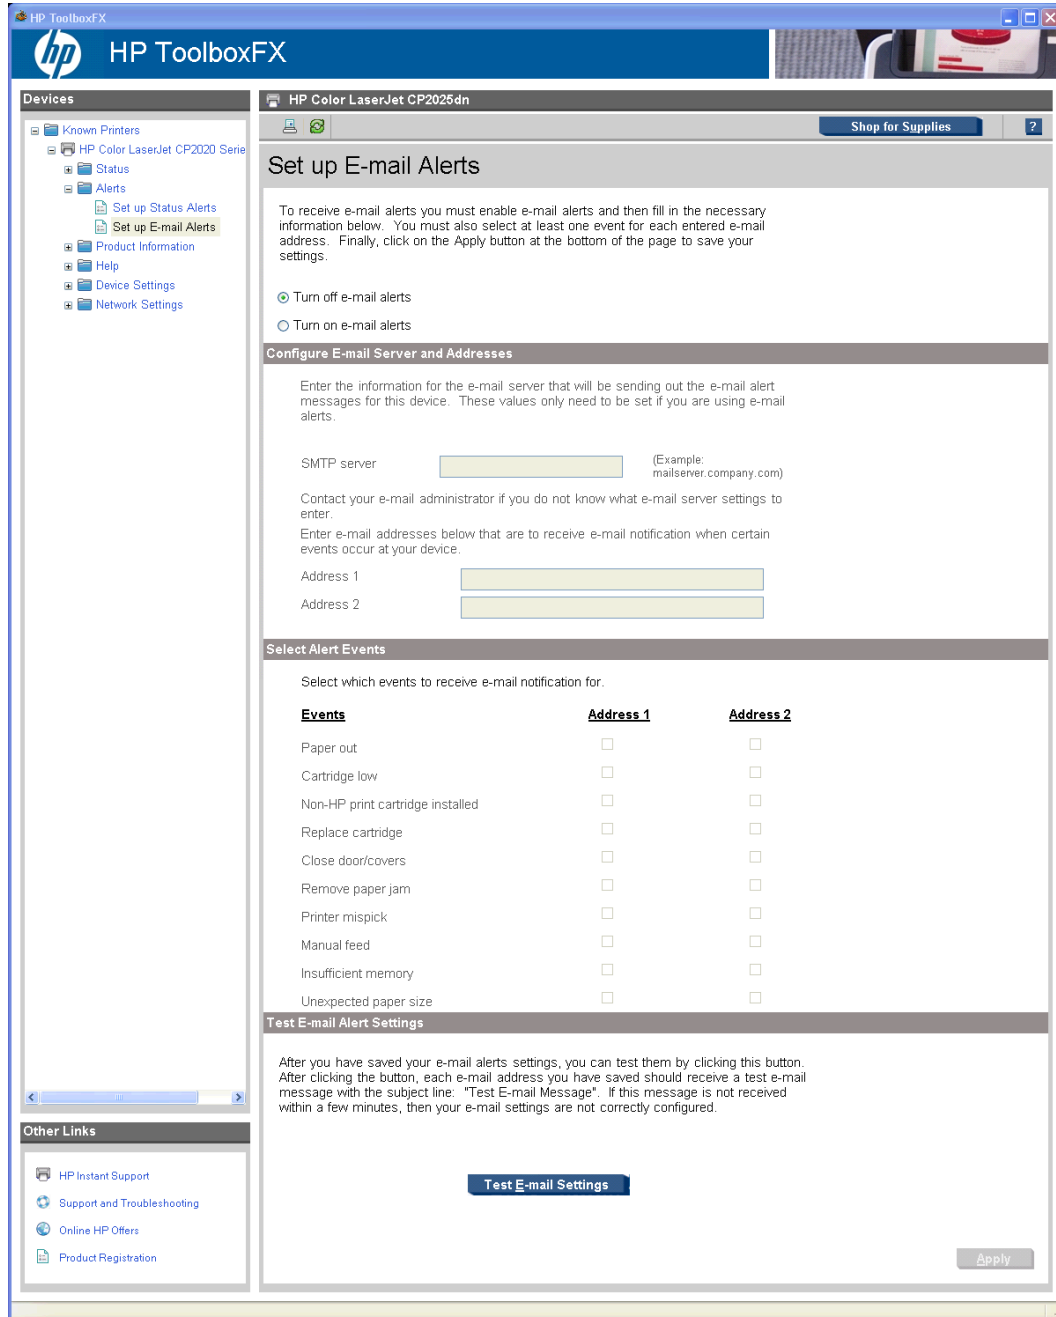 HP ToolboxFX
hp
HP ToolboxFX
Devices
Known Printers
HP Color LaserJet CP2020 Serie
Status
Alerts
Set up Status Alerts
Set up E-mail Alerts
Product Information
Help
Device Settings
Network Settings
Other Links
HP Instant Support
Support and Troubleshooting
Online HP Offers
Product Registration
HP Color LaserJet CP2025dn
Shop for Supplies
?
Set up E-mail Alerts
To receive e-mail alerts you must enable e-mail alerts and then fill in the necessary
information below. You must also select at least one event for each entered e-mail
address. Finally, click on the Apply button at the bottom of the page to save your
settings.
Turn off e-mail alerts
Turn on e-mail alerts
Configure E-mail Server and Addresses
Enter the information for the e-mail server that will be sending out the e-mail alert
messages for this device. These values only need to be set if you are using e-mail
alerts.
SMTP server
(Example:
mailserver.company.com)
Contact your e-mail administrator if you do not know what e-mail server settings to
enter.
Enter e-mail addresses below that are to receive e-mail notification when certain
events occur at your device.
Address 1
Address 2
Select Alert Events
Select which events to receive e-mail notification for.
Events Address 1 Address 2
Paper out
Cartridge low
Non-HP print cartridge installed
Replace cartridge
Close door/covers
Remove paper jam
Printer mispick
Manual feed
Insufficient memory
Unexpected paper size
Test E-mail Alert Settings
After you have saved your e-mail alerts settings, you can test them by clicking this button.
After clicking the button, each e-mail address you have saved should receive a test e-mail
message with the subject line: "Test E-mail Message". If this message is not received
within a few minutes, then your e-mail settings are not correctly configured.
Test E-mail Settings
Apply